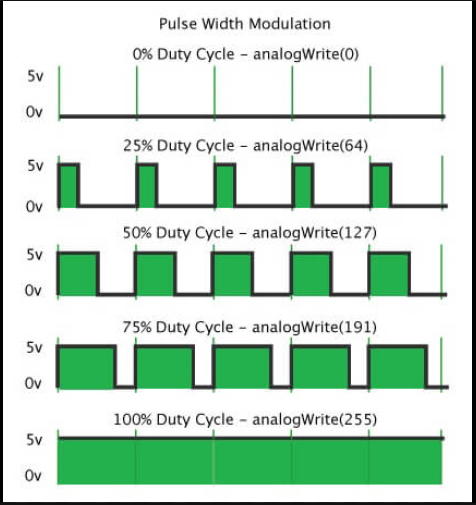 Pulse Width Modulation
0% Duty Cycle – analogWrite(0)
5v
0v
25% Duty Cycle – analogWrite(64)
5v
0v
50% Duty Cycle – analogWrite(127)
5v
0v
75% Duty Cycle – analogWrite(191)
5v
0v
100% Duty Cycle – analogWrite(255)
5v
0v